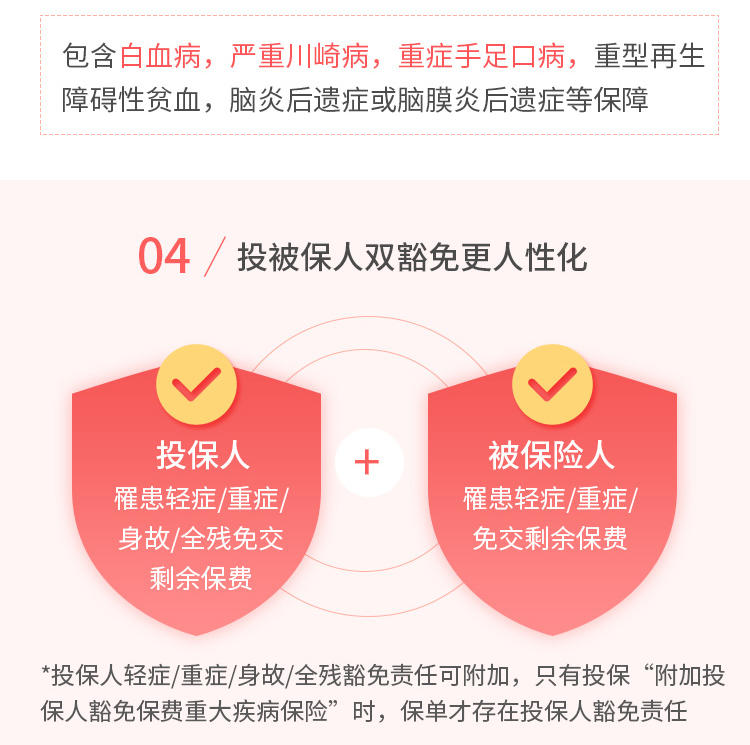 包含白血病，严重川崎病，重症手足口病，重型再生
障碍性贫血，脑炎后遗症或脑膜炎后遗症等保障
04 / 投被保人双豁免更人性化
投保人
罹患轻症/重症/
身故/全残免交
剩余保费
+
被保险人
罹患轻症/重症/
免交剩余保费
*投保人轻症/重症/身故/全残豁免责任可附加，只有投保“附加投
保人豁免保费重大疾病保险”时，保单才存在投保人豁免责任